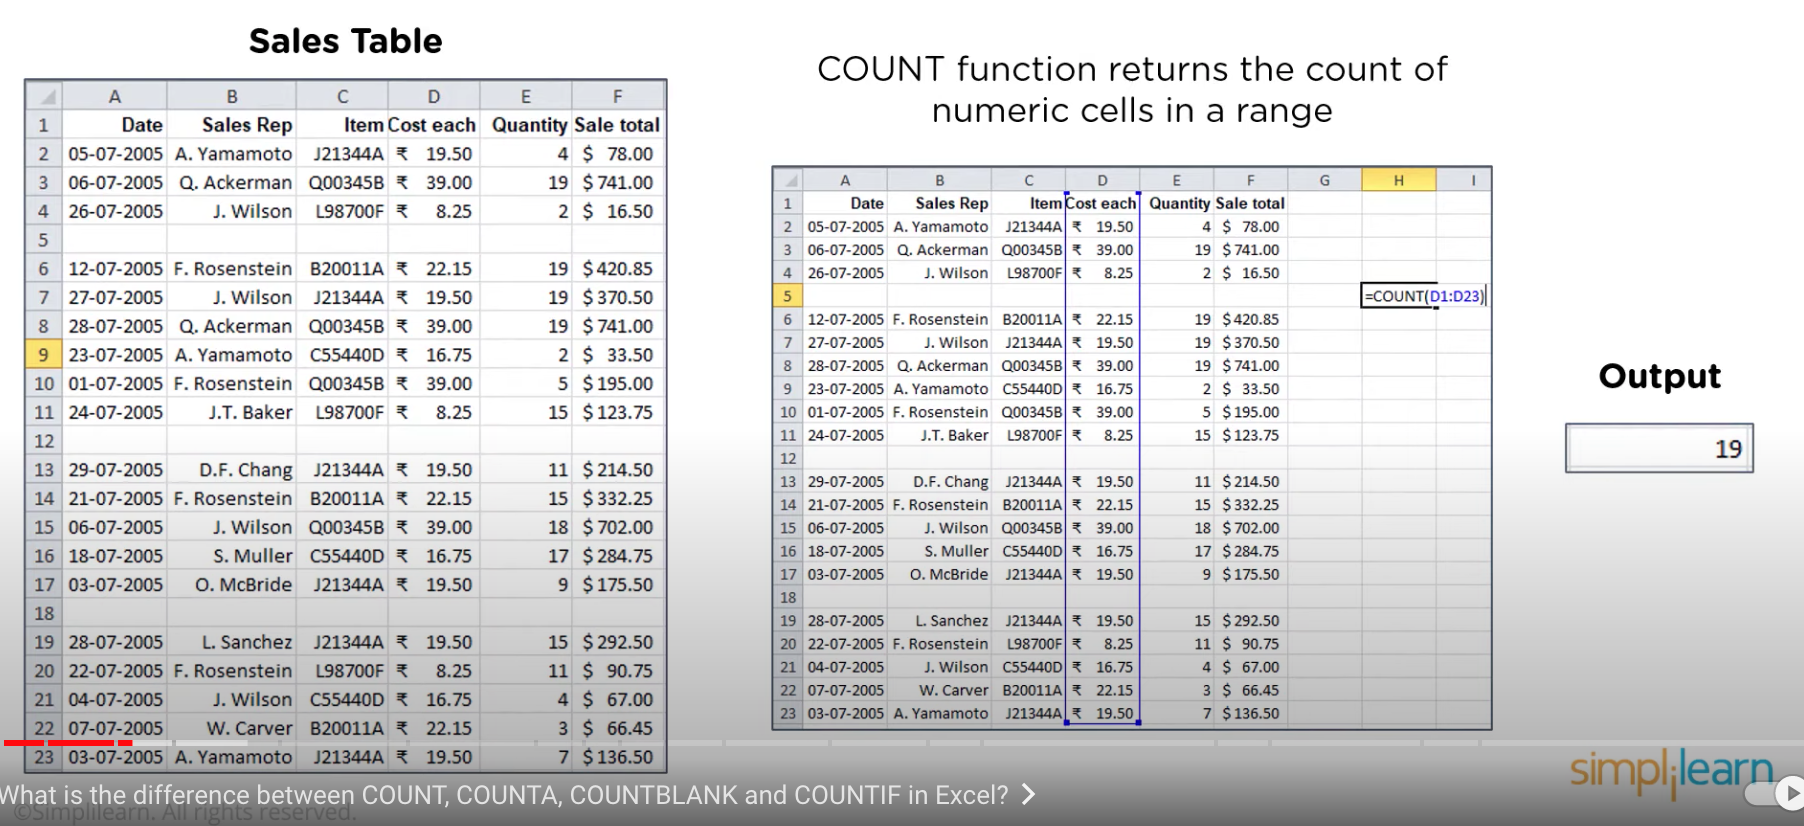 Sales Table
A B C D E F
1 Date Sales Rep Item Cost each Quantity Sale total
2 05-07-2005 A. Yamamoto J21344A ₹ 19.50 4 $ 78.00
3 06-07-2005 Q. Ackerman Q00345B ₹ 39.00 19 $741.00
4 26-07-2005 J. Wilson L98700F ₹ 8.25 2 $ 16.50
5
6 12-07-2005 F. Rosenstein B20011A ₹ 22.15 19 $420.85
7 27-07-2005 J. Wilson J21344A ₹ 19.50 19 $370.50
8 28-07-2005 Q. Ackerman Q00345B ₹ 39.00 19 $741.00
9 23-07-2005 A. Yamamoto C55440D ₹ 16.75 2 $ 33.50
10 01-07-2005 F. Rosenstein Q00345B ₹ 39.00 5 $195.00
11 24-07-2005 J.T. Baker L98700F ₹ 8.25 15 $123.75
12
13 29-07-2005 D.F. Chang J21344A ₹ 19.50 11 $214.50
14 21-07-2005 F. Rosenstein B20011A ₹ 22.15 15 $332.25
15 06-07-2005 J. Wilson Q00345B ₹ 39.00 18 $702.00
16 18-07-2005 S. Muller C55440D ₹ 16.75 17 $284.75
17 03-07-2005 O. McBride J21344A ₹ 19.50 9 $175.50
18
19 28-07-2005 L. Sanchez J21344A ₹ 19.50 15 $292.50
20 22-07-2005 F. Rosenstein L98700F ₹ 8.25 11 $ 90.75
21 04-07-2005 J. Wilson C55440D ₹ 16.75 4 $ 67.00
22 07-07-2005 W. Carver B20011A ₹ 22.15 3 $ 66.45
23 03-07-2005 A. Yamamoto J21344A ₹ 19.50 7 $136.50
COUNT function returns the count of
numeric cells in a range
A B C D E F G H I
1 Date Sales Rep Item Cost each Quantity Sale total
2 05-07-2005 A. Yamamoto J21344A ₹ 19.50 4 $ 78.00
3 06-07-2005 Q. Ackerman Q00345B ₹ 39.00 19 $741.00
4 26-07-2005 J. Wilson L98700F ₹ 8.25 2 $ 16.50
5 =COUNT(D1:D23)
6 12-07-2005 F. Rosenstein B20011A ₹ 22.15 19 $420.85
7 27-07-2005 J. Wilson J21344A ₹ 19.50 19 $370.50
8 28-07-2005 Q. Ackerman Q00345B ₹ 39.00 19 $741.00
9 23-07-2005 A. Yamamoto C55440D ₹ 16.75 2 $ 33.50
10 01-07-2005 F. Rosenstein Q00345B ₹ 39.00 5 $195.00
11 24-07-2005 J.T. Baker L98700F ₹ 8.25 15 $123.75
12
13 29-07-2005 D.F. Chang J21344A ₹ 19.50 11 $214.50
14 21-07-2005 F. Rosenstein B20011A ₹ 22.15 15 $332.25
15 06-07-2005 J. Wilson Q00345B ₹ 39.00 18 $702.00
16 18-07-2005 S. Muller C55440D ₹ 16.75 17 $284.75
17 03-07-2005 O. McBride J21344A ₹ 19.50 9 $175.50
18
19 28-07-2005 L. Sanchez J21344A ₹ 19.50 15 $292.50
20 22-07-2005 F. Rosenstein L98700F ₹ 8.25 11 $ 90.75
21 04-07-2005 J. Wilson C55440D ₹ 16.75 4 $ 67.00
22 07-07-2005 W. Carver B20011A ₹ 22.15 3 $ 66.45
23 03-07-2005 A. Yamamoto J21344A ₹ 19.50 7 $136.50
Output
19
simplilearn
What is the difference between COUNT, COUNTA, COUNTBLANK and COUNTIF in Excel?
©Simplilearn. All rights reserved.